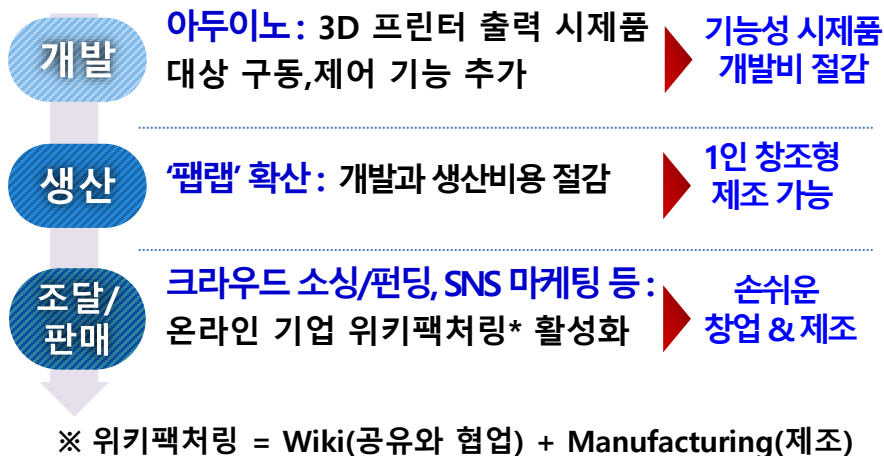 개발
아두이노 : 3D 프린터 출력 시제품
대상 구동,제어 기능 추가
기능성 시제품
개발비 절감
생산
‘팹랩’ 확산 : 개발과 생산비용 절감
1인 창조형
제조 가능
조달/
판매
크라우드 소싱/펀딩, SNS 마케팅 등 :
온라인 기업 위키팩처링* 활성화
손쉬운
창업 & 제조
※ 위키팩처링 = Wiki(공유와 협업) + Manufacturing(제조)